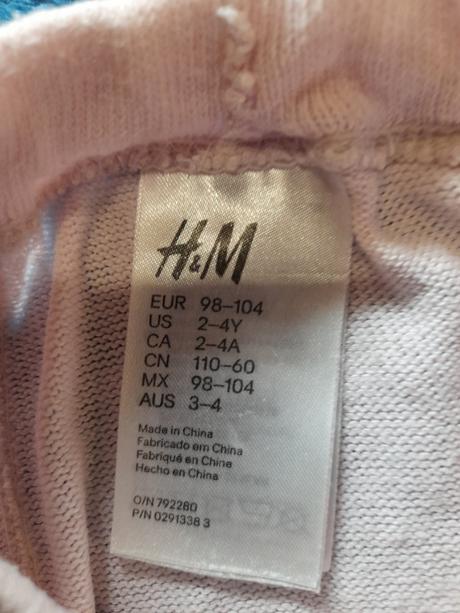 H&M
EUR 98–104
US 2–4Y
CA 2–4A
CN 110–60
MX 98–104
AUS 3–4
Made in China
Fabricado em China
Fabriqué en Chine
Hecho en China
O/N 792280
P/N 0291338 3